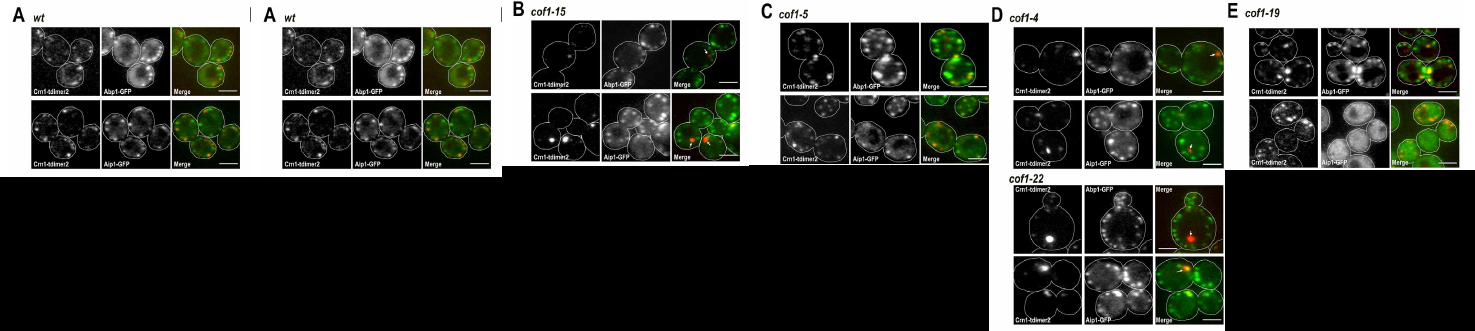 A wt
Crn1-tdimer2 Abp1-GFP Merge
Crn1-tdimer2 Aip1-GFP Merge
A wt
Crn1-tdimer2 Abp1-GFP Merge
Crn1-tdimer2 Aip1-GFP Merge
B cof1-15
Crn1-tdimer2 Abp1-GFP Merge
Crn1-tdimer2 Aip1-GFP Merge
C cof1-5
Crn1-tdimer2 Abp1-GFP Merge
Crn1-tdimer2 Aip1-GFP Merge
D cof1-4
Crn1-tdimer2 Abp1-GFP Merge
Crn1-tdimer2 Aip1-GFP Merge
cof1-22
Crn1-tdimer2 Abp1-GFP Merge
Crn1-tdimer2 Aip1-GFP Merge
E cof1-19
Crn1-tdimer2 Abp1-GFP Merge
Crn1-tdimer2 Aip1-GFP Merge